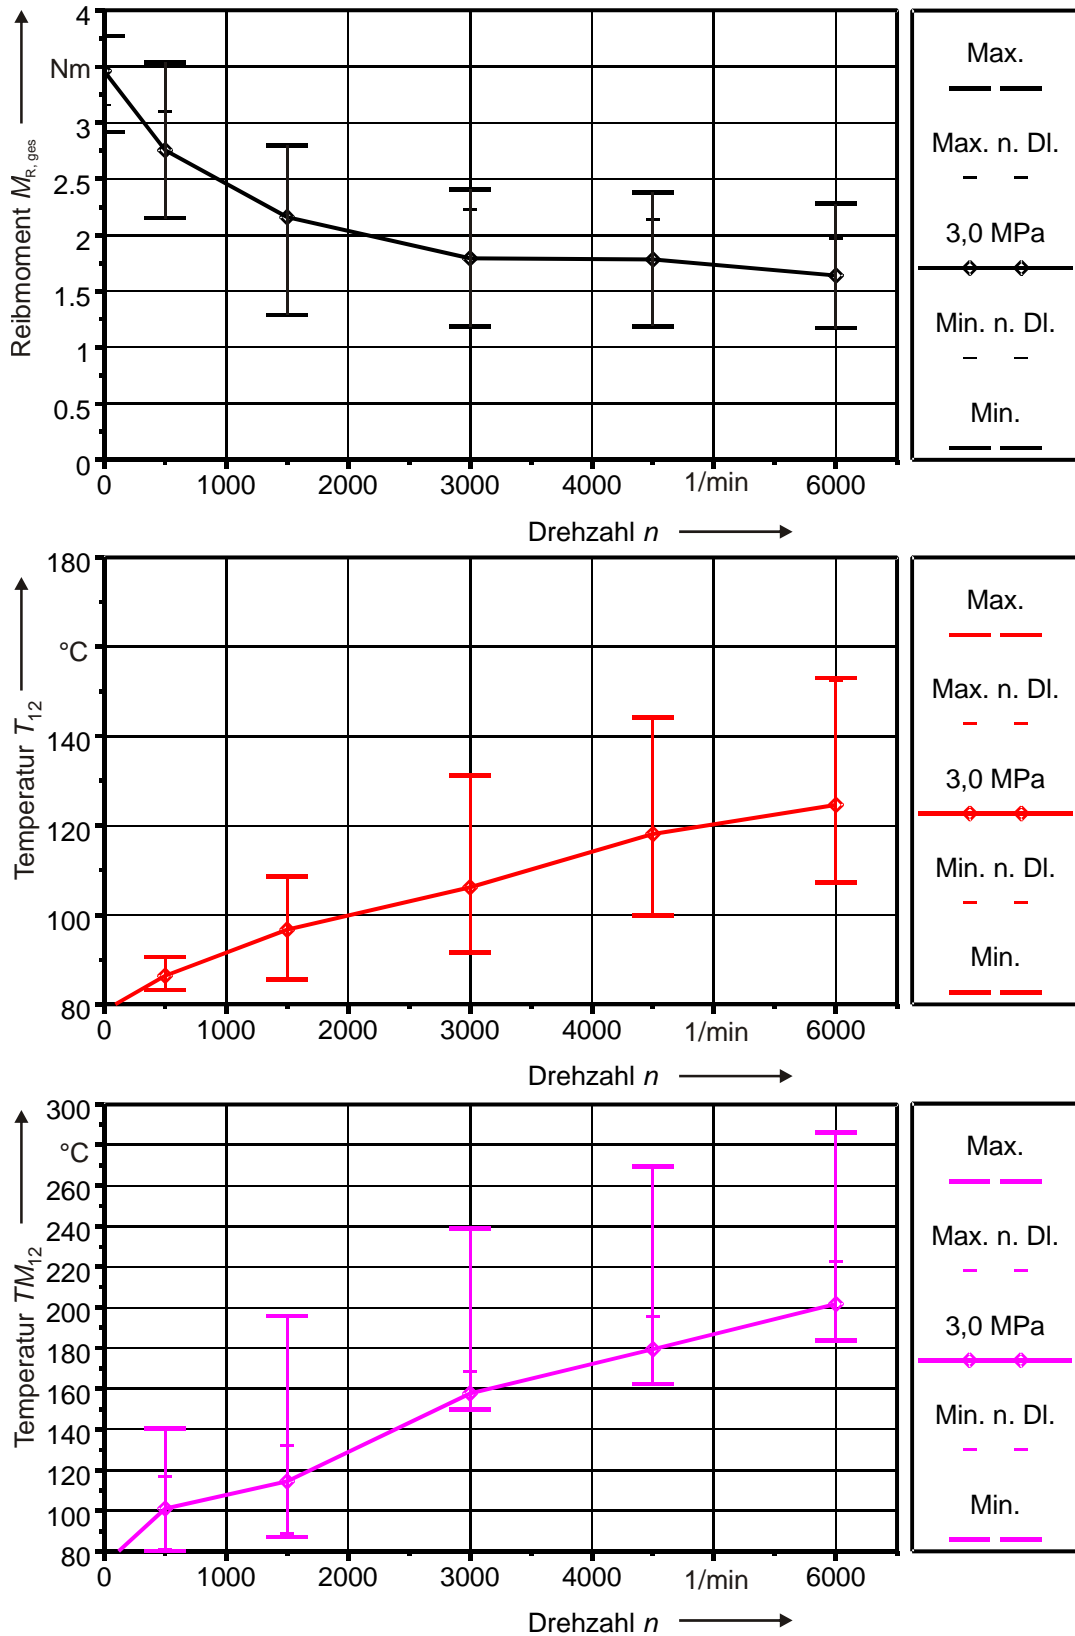 Reibmoment M R, ges
4
Nm
3
2.5
2
1.5
1
0.5
0
0 1000 2000 3000 4000 1/min 6000
Drehzahl n
Max.
Max. n. Dl.
3,0 MPa
Min. n. Dl.
Min.
Temperatur T12
180
°C
140
120
100
80
0 1000 2000 3000 4000 1/min 6000
Drehzahl n
Max.
Max. n. Dl.
3,0 MPa
Min. n. Dl.
Min.
Temperatur TM12
300
°C
260
240
220
200
180
160
140
120
100
80
0 1000 2000 3000 4000 1/min 6000
Drehzahl n
Max.
Max. n. Dl.
3,0 MPa
Min. n. Dl.
Min.